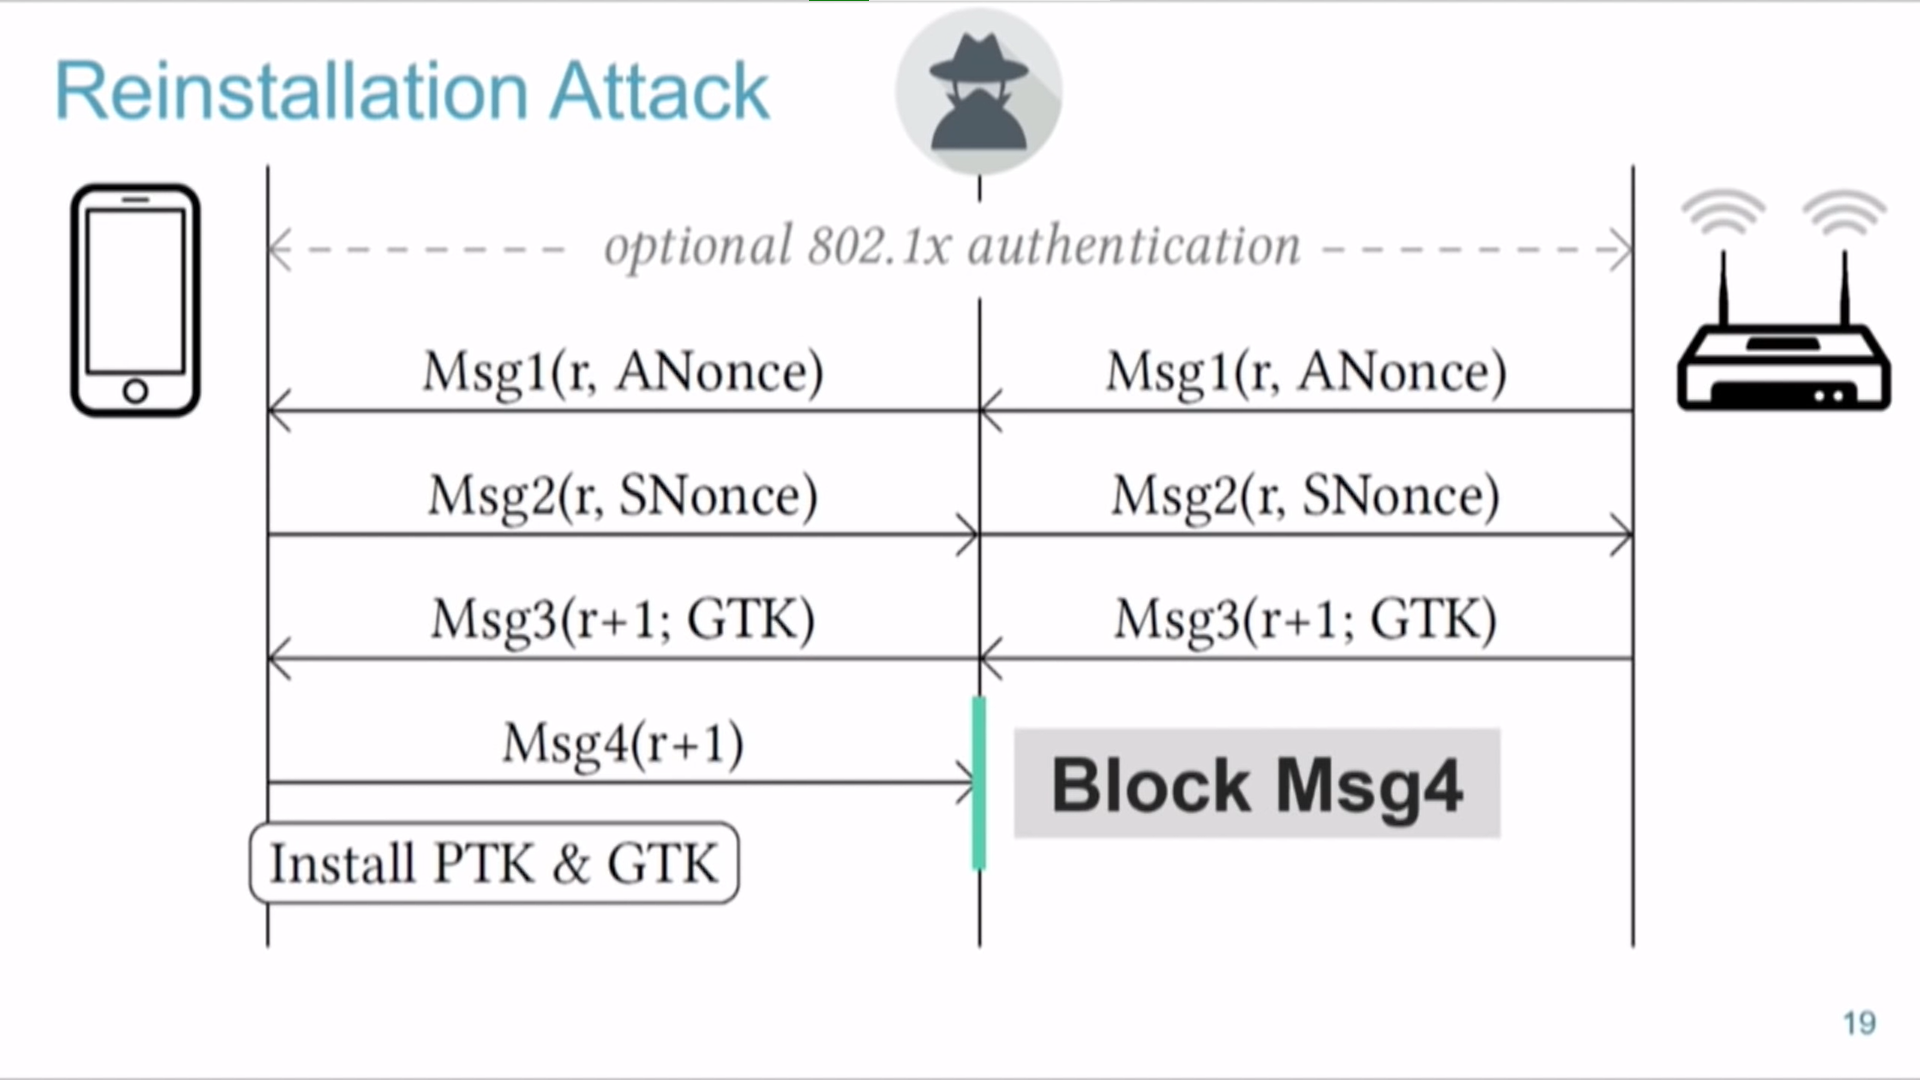 Reinstallation Attack
optional 802.1x authentication
Msg1(r, ANonce)
Msg1(r, ANonce)
Msg2(r, SNonce)
Msg2(r, SNonce)
Msg3(r+1; GTK)
Msg3(r+1; GTK)
Msg4(r+1)
Block Msg4
Install PTK & GTK
19